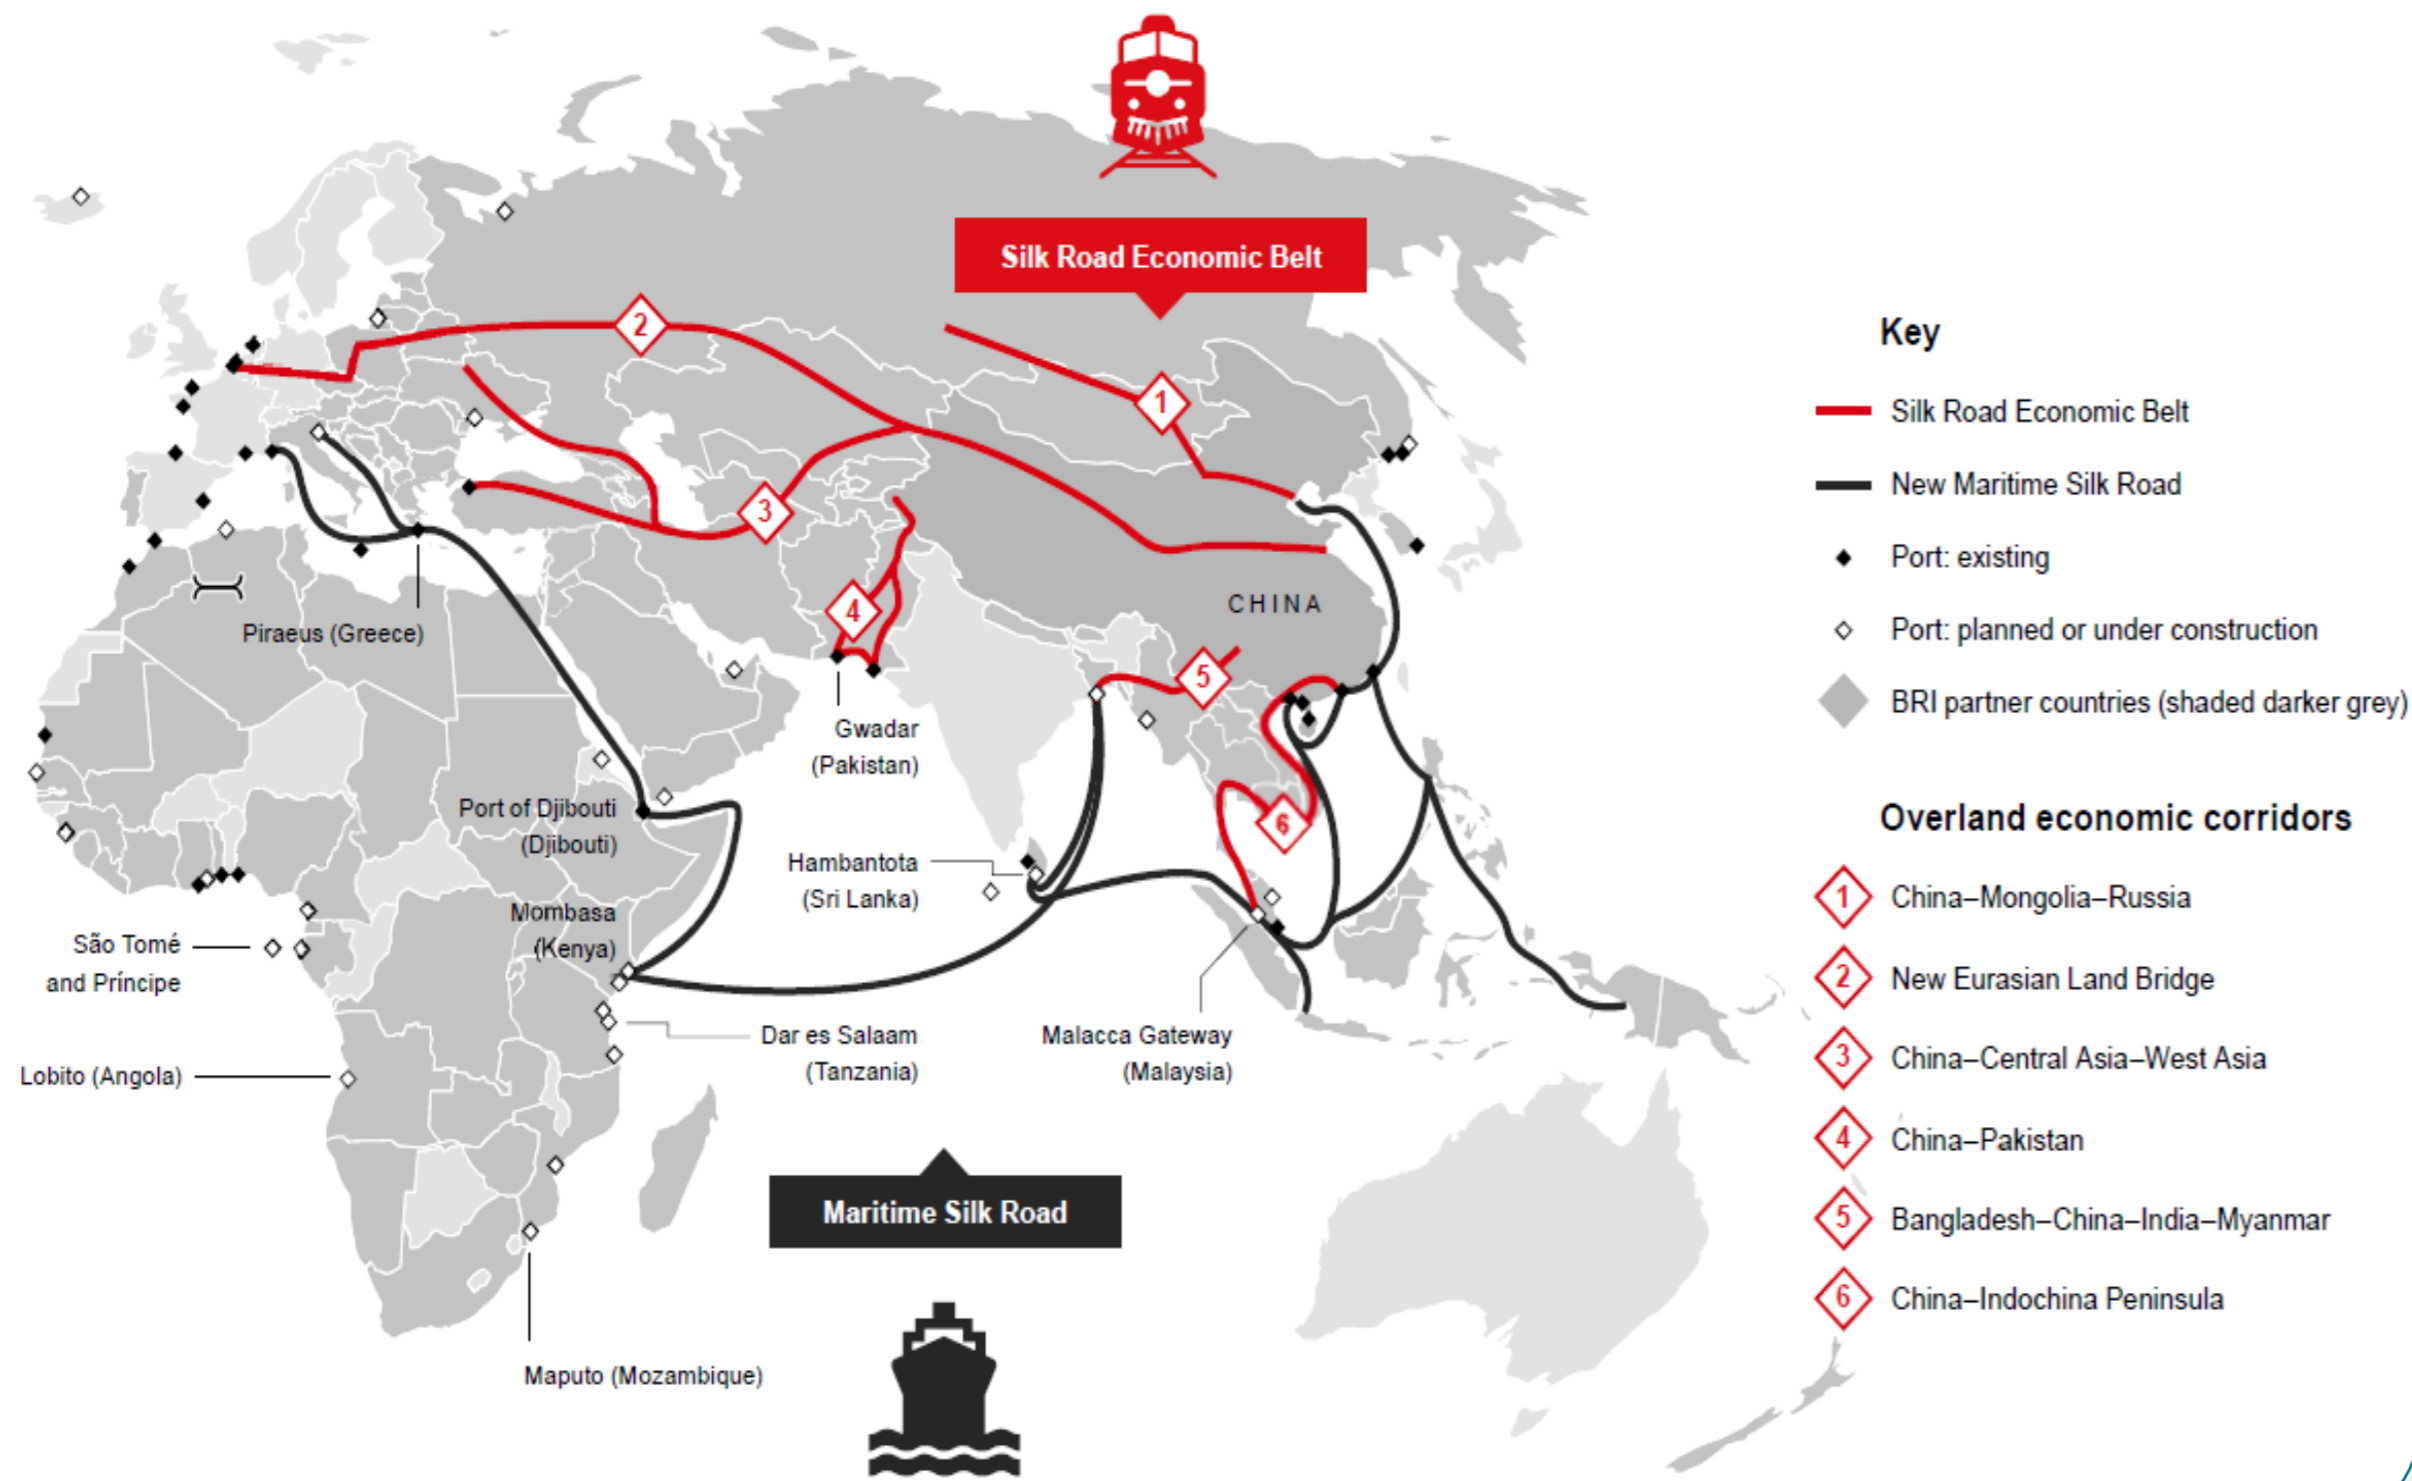 Silk Road Economic Belt
2
1
3
4
CHINA
5
6
Piraeus (Greece)
Gwadar
(Pakistan)
Port of Djibouti
(Djibouti)
Hambantota
(Sri Lanka)
Mombasa
(Kenya)
São Tomé
and Príncipe
Dar es Salaam
(Tanzania)
Malacca Gateway
(Malaysia)
Lobito (Angola)
Maritime Silk Road
Maputo (Mozambique)
Key
Silk Road Economic Belt
New Maritime Silk Road
Port: existing
Port: planned or under construction
BRI partner countries (shaded darker grey)
Overland economic corridors
1 China–Mongolia–Russia
2 New Eurasian Land Bridge
3 China–Central Asia–West Asia
4 China–Pakistan
5 Bangladesh–China–India–Myanmar
6 China–Indochina Peninsula